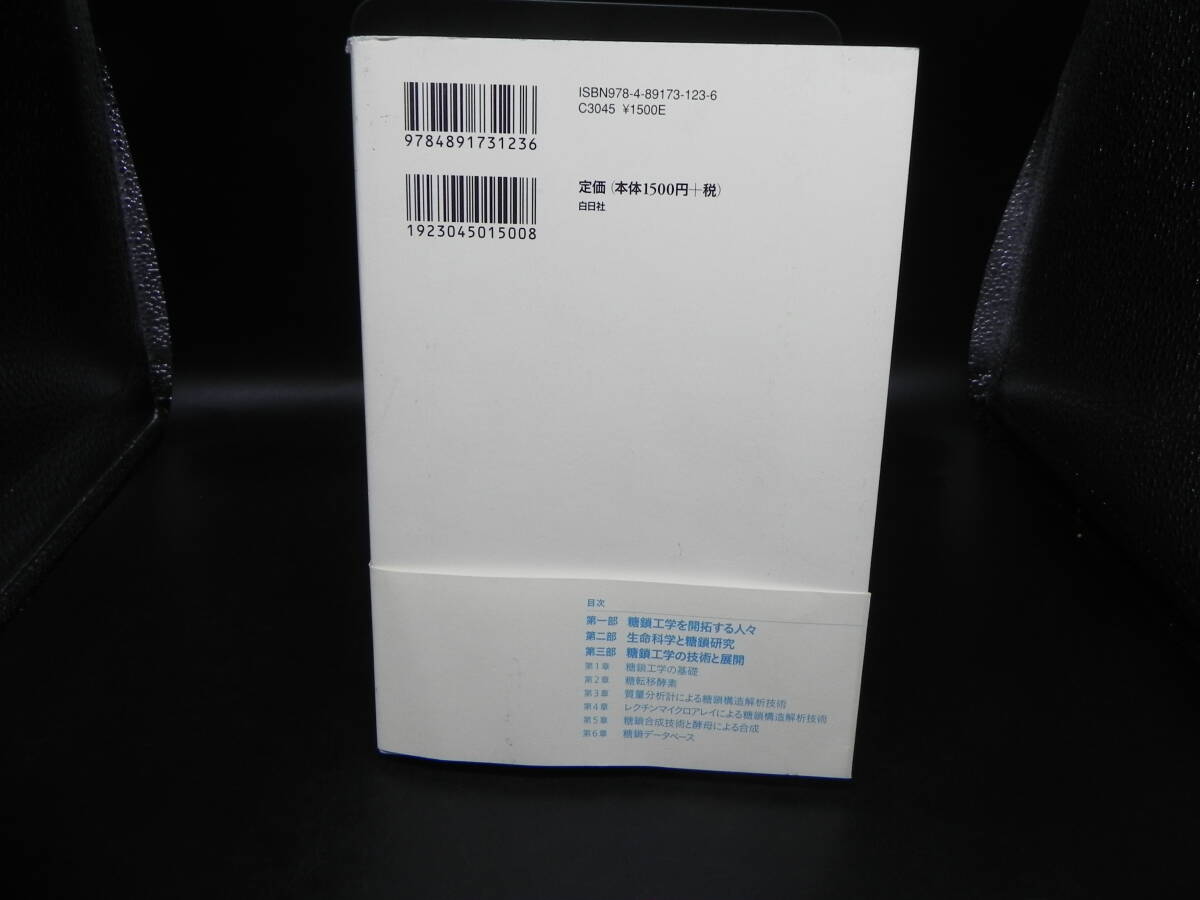 ISBN978-4-89173-123-6
C3045 ¥1500E
9784891731236
定価(本体1500円+税)
白日社
1923045015008
目次
第一部 糖鎖工学を開拓する人々
第二部 生命科学と糖鎖研究
第三部 糖鎖工学の技術と展開
第1章 糖鎖工学の基礎
第2章 糖転移酵素
第3章 質量分析計による糖鎖構造解析技術
第4章 レクチンマイクロアレイによる糖鎖構造解析技術
第5章 糖鎖合成技術と酵母による合成
第6章 糖鎖データベース